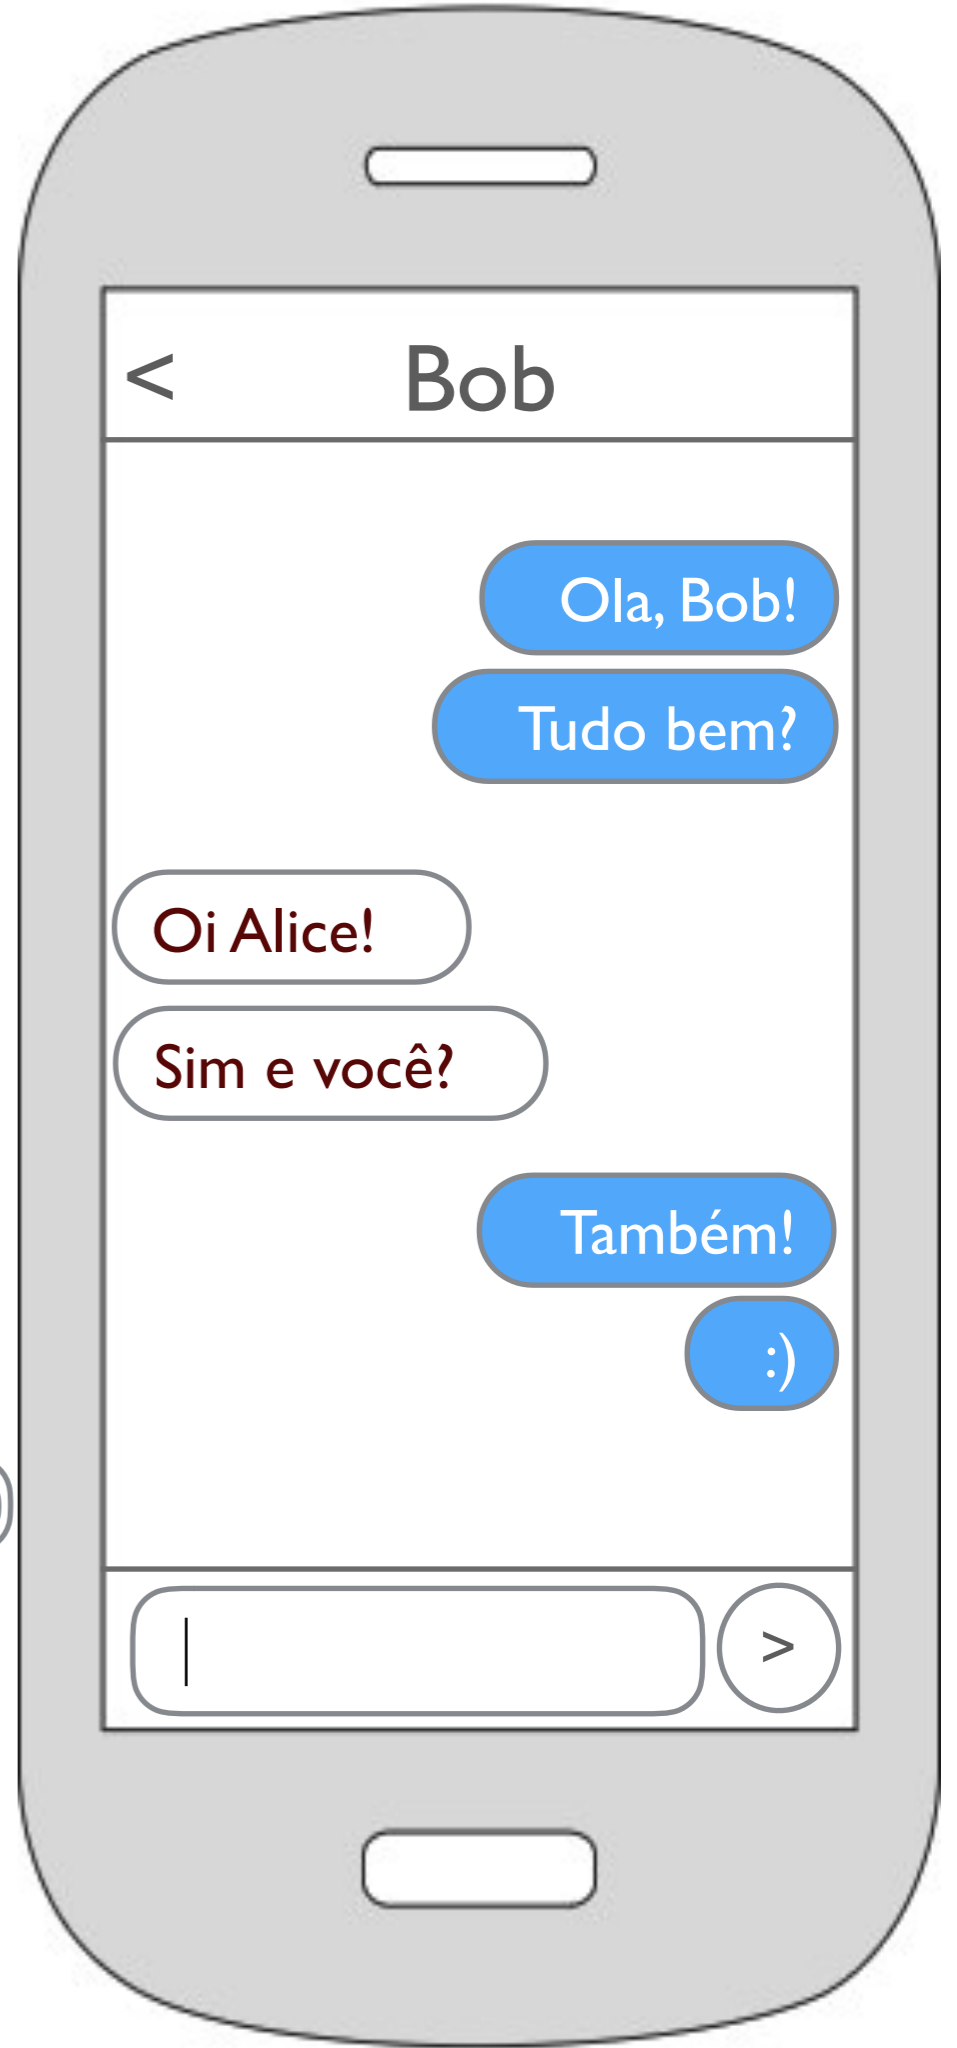 < Bob
Ola, Bob!
Tudo bem?
Oi Alice!
Sim e você?
Também!
:)
>